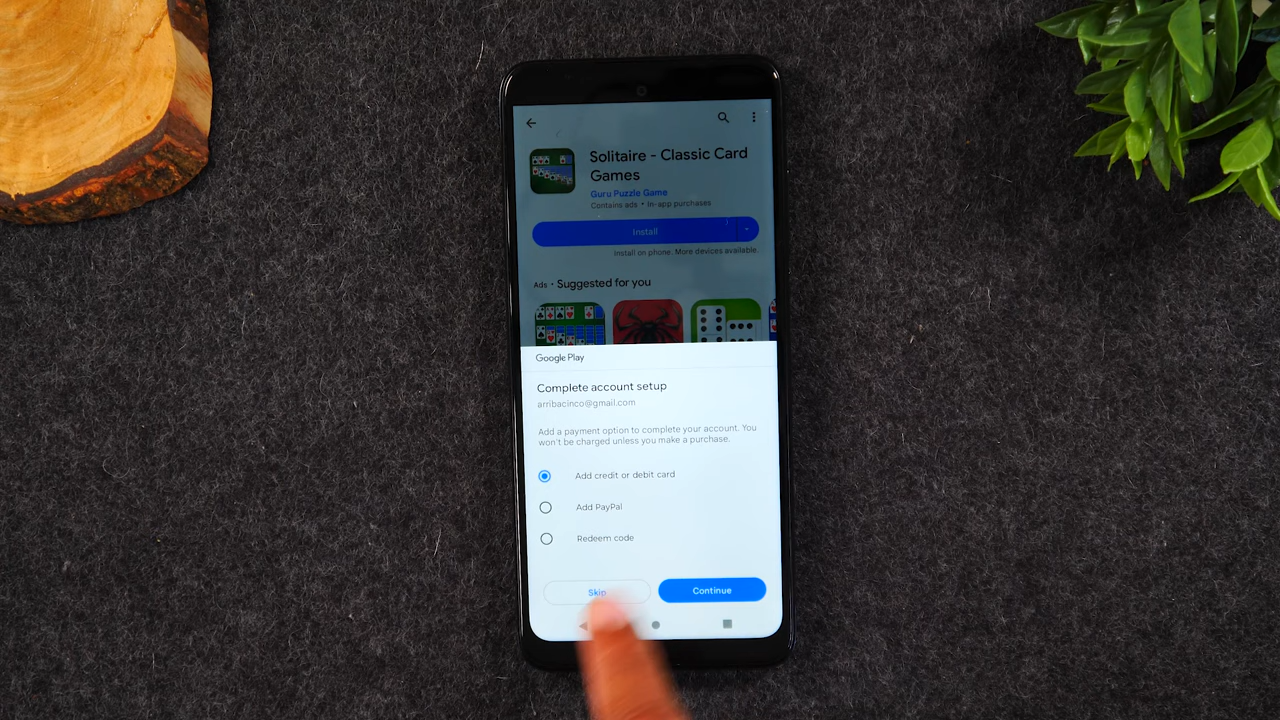 Solitaire - Classic Card
Games
Guru Puzzle Game
Contains ads • In-app purchases
Install
Install on phone. More devices available.
Ads • Suggested for you
Google Play
Complete account setup
arribacinco@gmail.com
Add a payment option to complete your account. You
won't be charged unless you make a purchase.
Add credit or debit card
Add PayPal
Redeem code
Skip
Continue